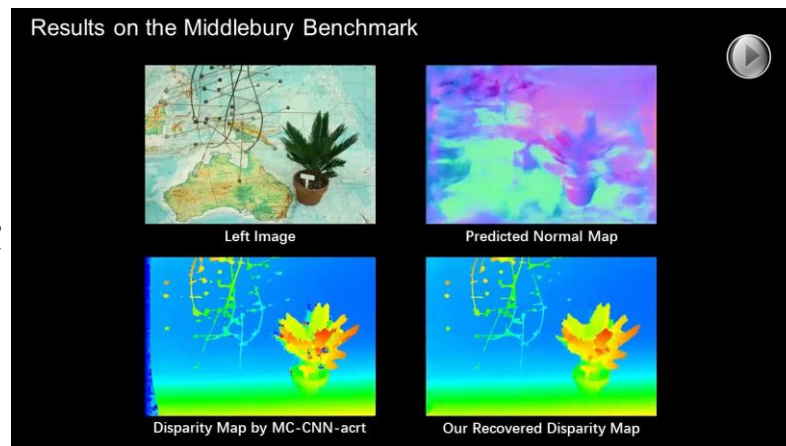 Results on the Middlebury Benchmark
Left Image
Predicted Normal Map
Disparity Map by MC-CNN-acrt
Our Recovered Disparity Map